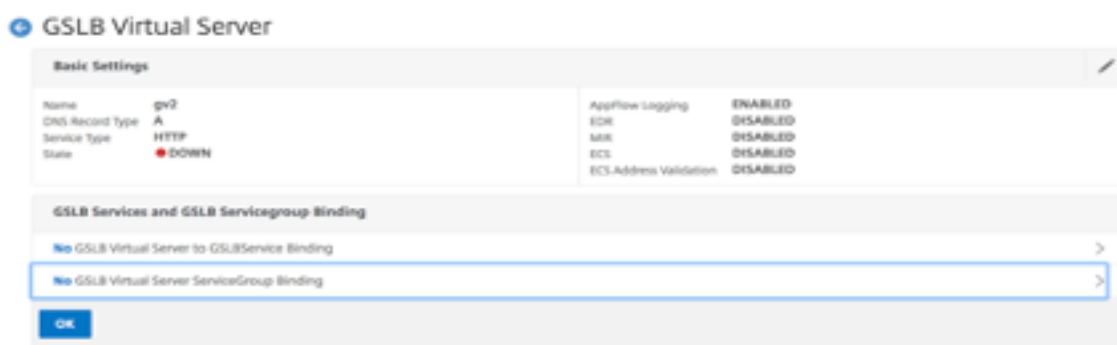 GSLB Virtual Server
Basic Settings
Name gv2
DNS Record Type A
Service Type HTTP
State DOWN
AppFlow Logging ENABLED
EDR DISABLED
MIR DISABLED
ECS DISABLED
ECS Address Validation DISABLED
GSLB Services and GSLB Servicegroup Binding
No GSLB Virtual Server to GSLBService Binding
No GSLB Virtual Server ServiceGroup Binding
OK